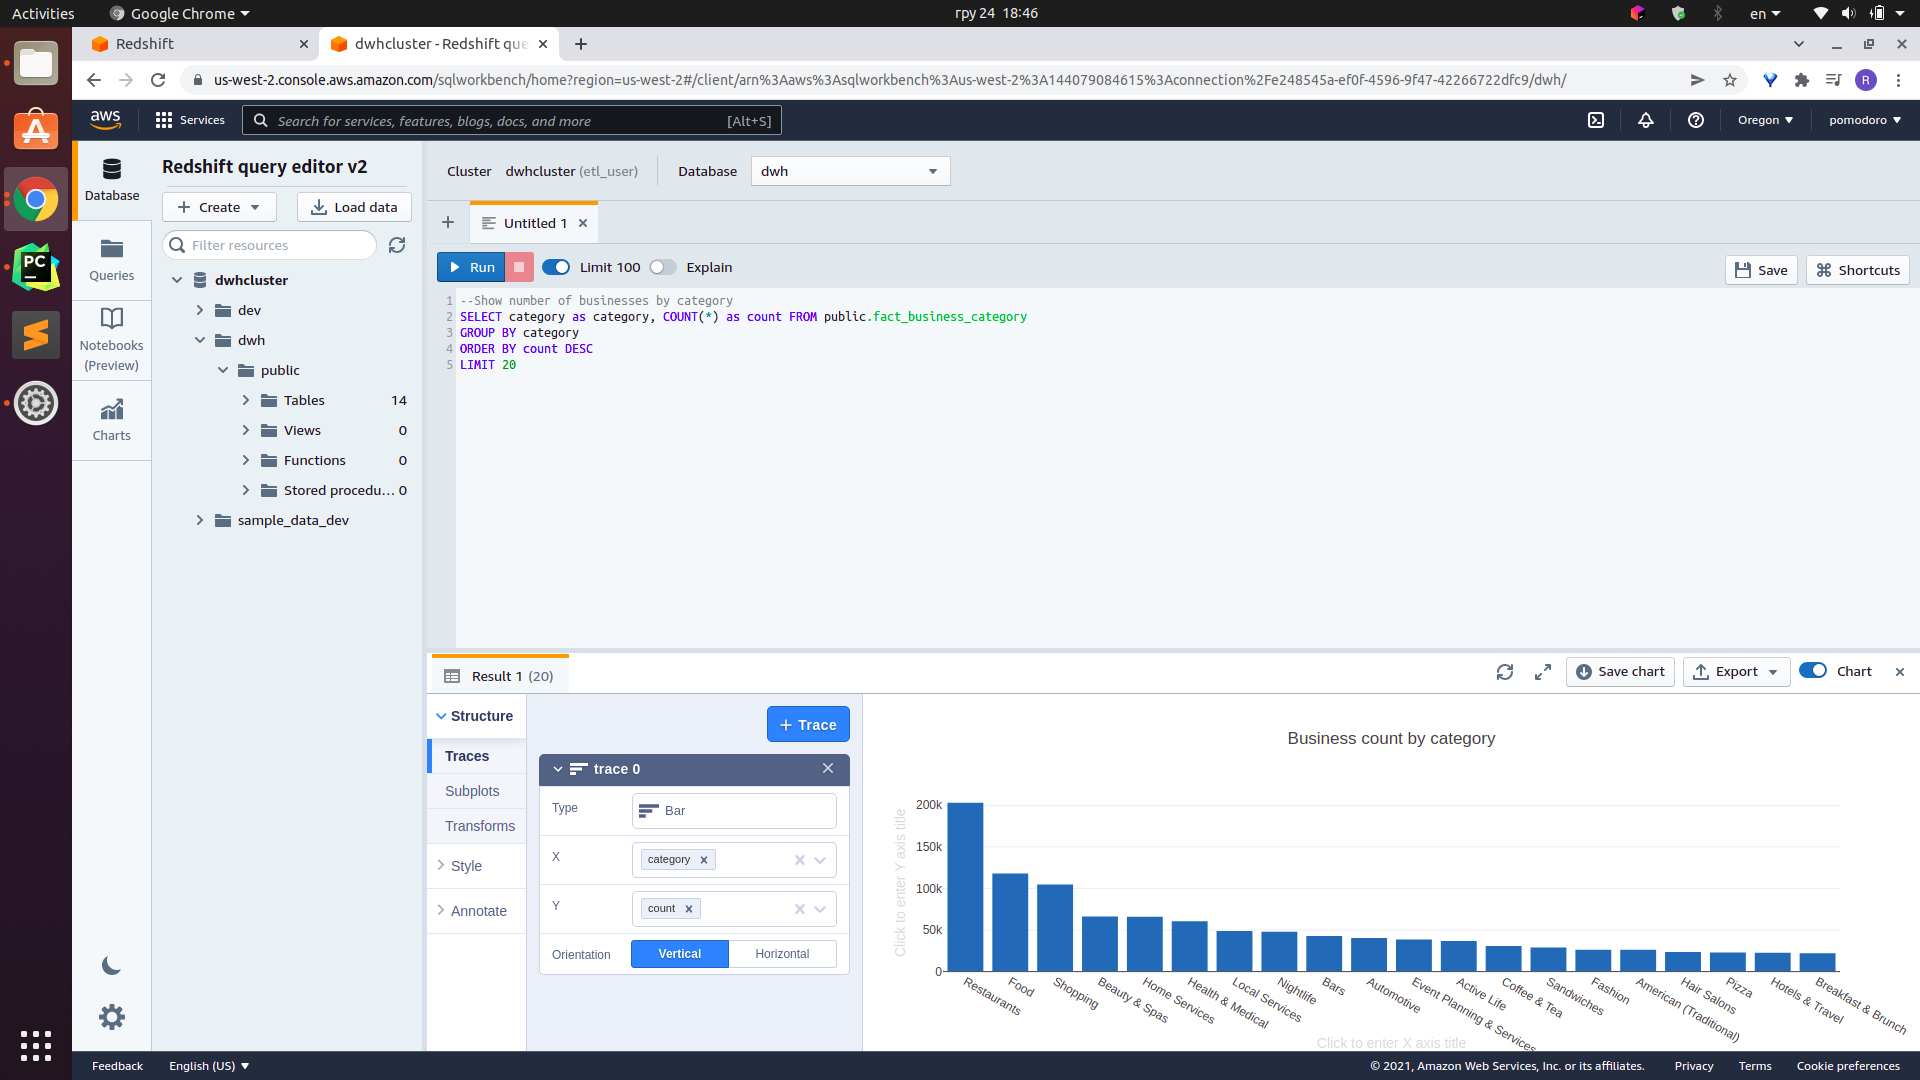 Activities
Google Chrome
гру 24  18:46
en
Redshift
dwhcluster - Redshift que
us-west-2.console.aws.amazon.com/sqlworkbench/home?region=us-west-2#/client/arn%3Aaws%3Asqlworkbench%3Aus-west-2%3A144079084615%3Aconnection%2Fe248545a-ef0f-4596-9f47-42266722dfc9/dwh/
R
aws
Services
Search for services, features, blogs, docs, and more
[Alt+S]
Oregon
pomodoro
Database
Queries
Notebooks
(Preview)
Charts
Redshift query editor v2
Create
Load data
Filter resources
dwhcluster
dev
dwh
public
Tables 14
Views 0
Functions 0
Stored procedu... 0
sample_data_dev
Cluster dwhcluster (etl_user)
Database dwh
Untitled 1
Run
Limit 100
Explain
Save
Shortcuts
1 --Show number of businesses by category
2 SELECT category as category, COUNT(*) as count FROM public.fact_business_category
3 GROUP BY category
4 ORDER BY count DESC
5 LIMIT 20
Result 1 (20)
Save chart
Export
Chart
Structure
Traces
Subplots
Transforms
Style
Annotate
+ Trace
trace 0
Type Bar
X category
Y count
Orientation Vertical Horizontal
Business count by category
Click to enter Y axis title
200k
150k
100k
50k
0
Restaurants
Food
Shopping
Beauty & Spas
Home Services
Health & Medical
Local Services
Nightlife
Bars
Automotive
Event Planning & Services
Active Life
Coffee & Tea
Sandwiches
Fashion
American (Traditional)
Hair Salons
Pizza
Hotels & Travel
Breakfast & Brunch
Click to enter X axis title
Feedback
English (US)
© 2021, Amazon Web Services, Inc. or its affiliates.
Privacy
Terms
Cookie preferences
PC